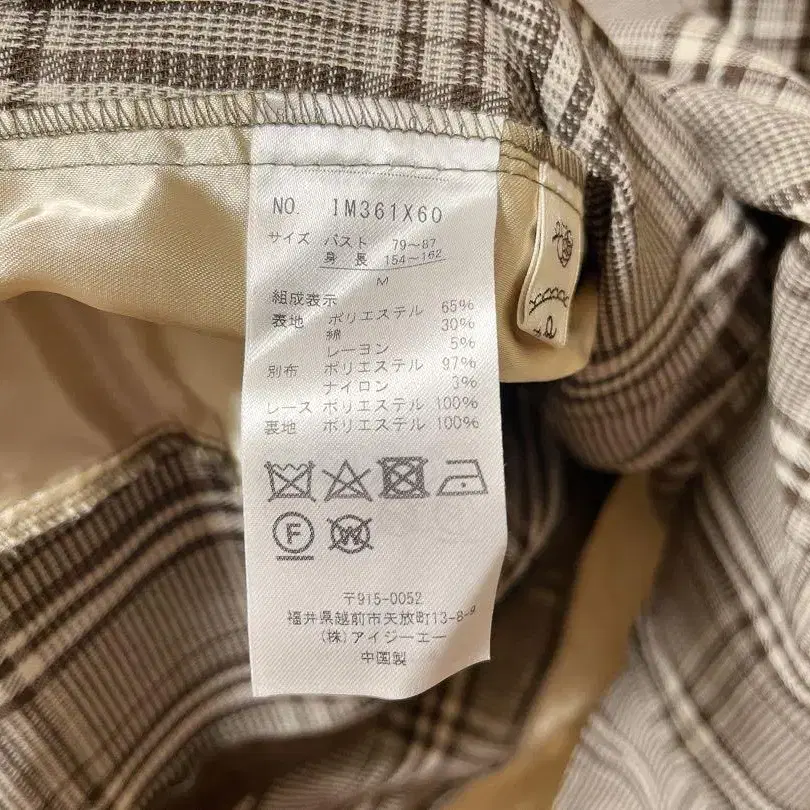 NO. IM361X60
サイズ バスト 79~87
身長 154~162
M
組成表示
表地 ポリエステル 65%
綿 30%
レーヨン 5%
別布 ポリエステル 97%
ナイロン 3%
レース ポリエステル 100%
裏地 ポリエステル 100%
F
W
〒915-0052
福井県越前市矢放町13-8-9
(株)アイジーエー
中国製